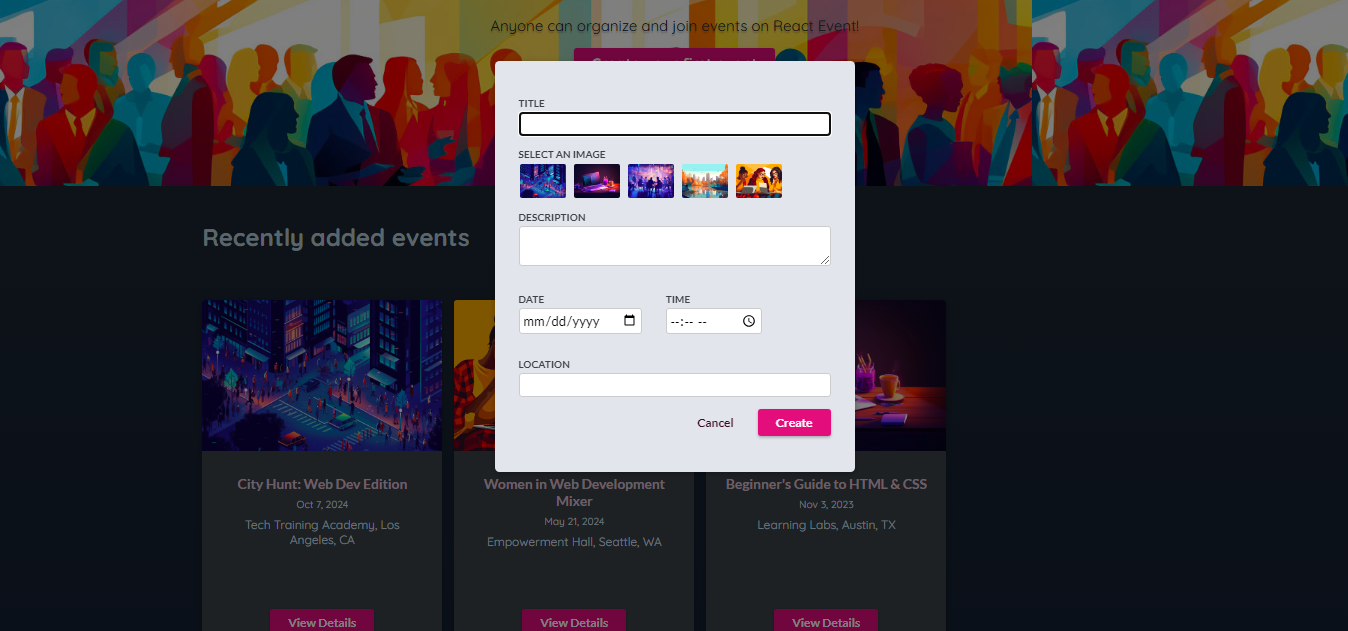 Anyone can organize and join events on React Event!
TITLE
SELECT AN IMAGE
DESCRIPTION
DATE
TIME
mm/dd/yyyy
--:-- --
LOCATION
Cancel
Create
Recently added events
City Hunt: Web Dev Edition
Oct 7, 2024
Tech Training Academy, Los
Angeles, CA
View Details
Women in Web Development
Mixer
May 21, 2024
Empowerment Hall, Seattle, WA
View Details
Beginner's Guide to HTML & CSS
Nov 3, 2023
Learning Labs, Austin, TX
View Details